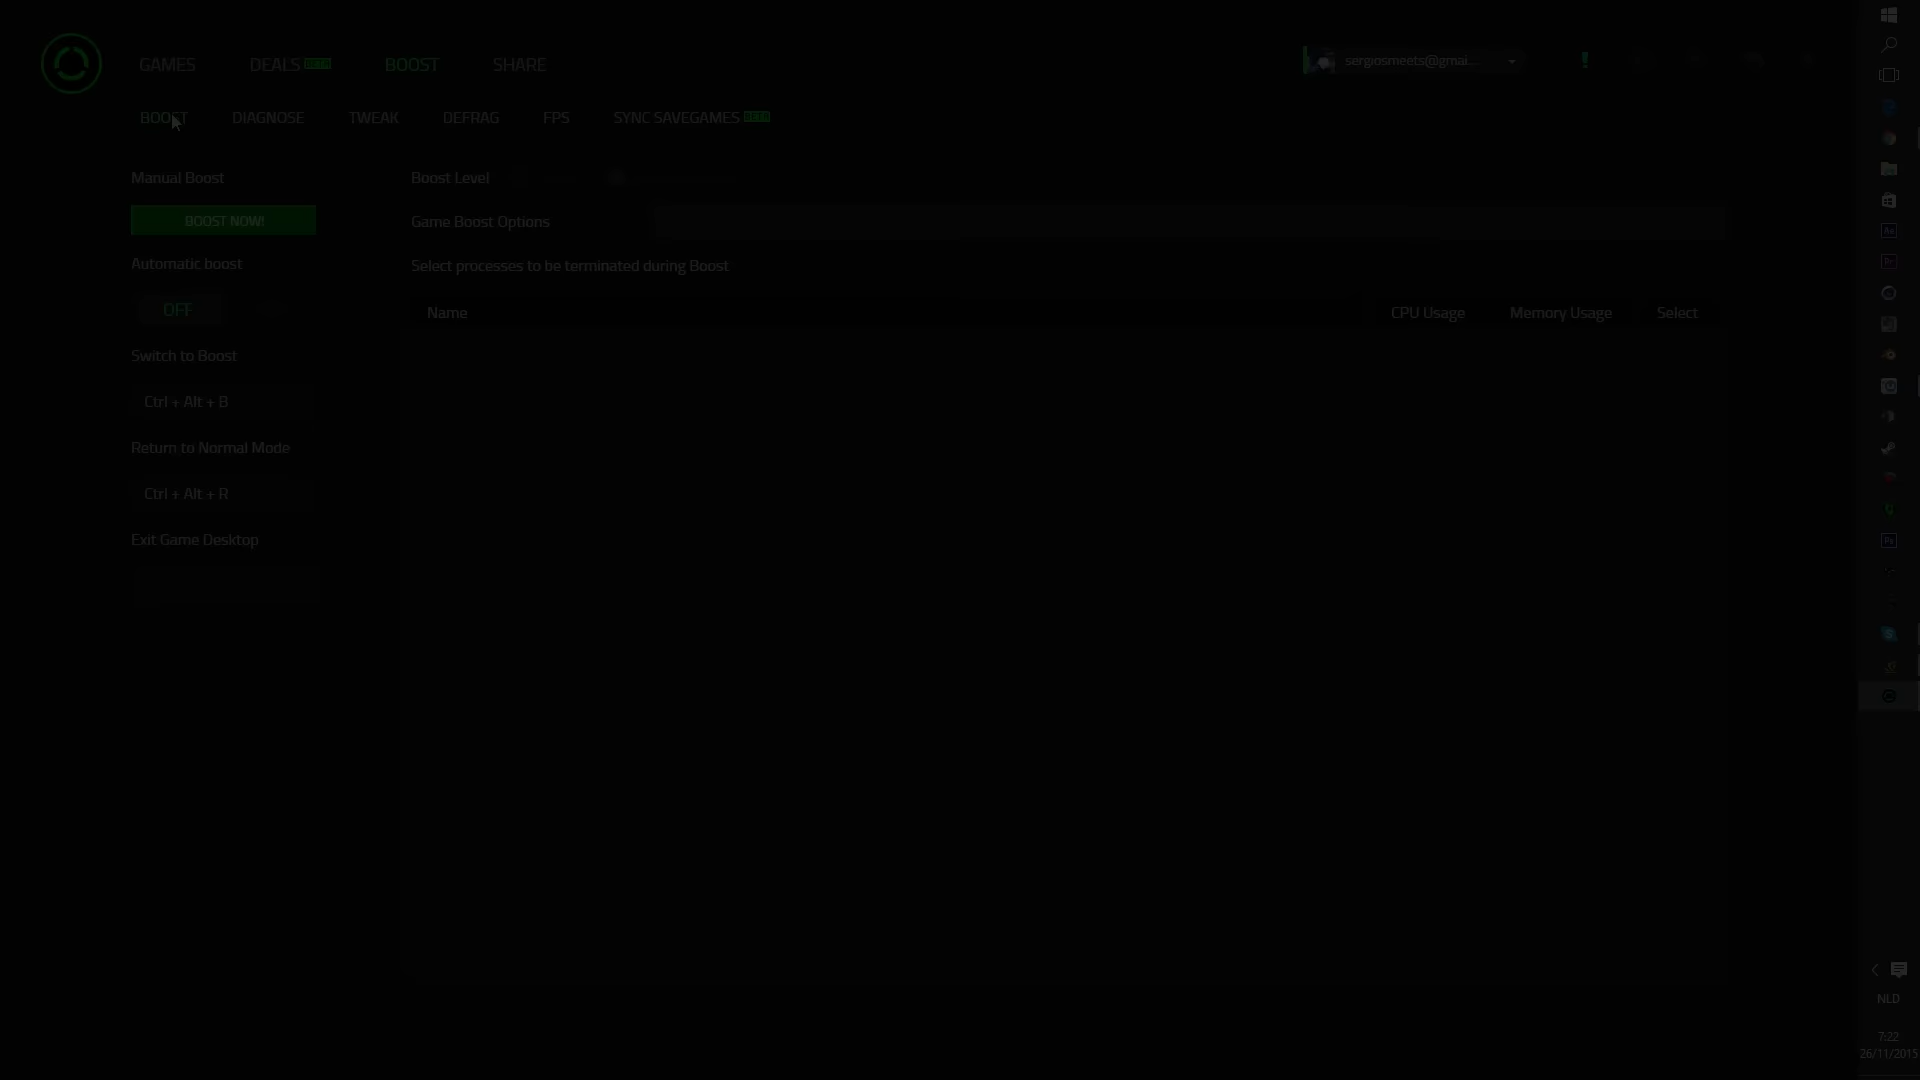 GAMES DEALS BOOST SHARE
sergiosmeets@gmai...
BOOST DIAGNOSE TWEAK DEFRAG FPS SYNC SAVEGAMES
Manual Boost
BOOST NOW!
Automatic boost
OFF
Switch to Boost
Ctrl + Alt + B
Return to Normal Mode
Ctrl + Alt + R
Exit Game Desktop
Boost Level
Game Boost Options
Select processes to be terminated during Boost
Name CPU Usage Memory Usage Select
Ae
Ps
NLD
7:22
26/11/2015